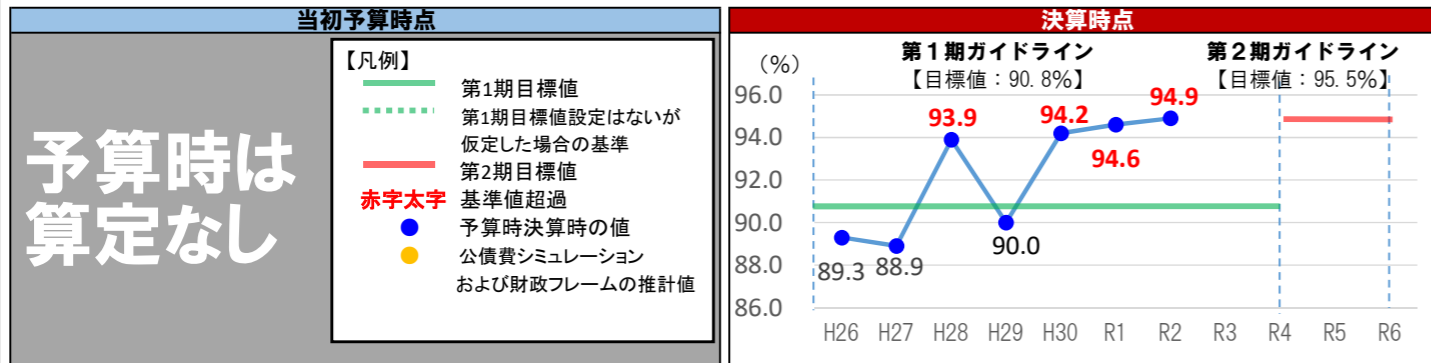 当初予算時点
予算時は
算定なし
【凡例】
第1期目標値
第1期目標値設定はないが
仮定した場合の基準
第2期目標値
赤字太字 基準値超過
予算時決算時の値
公債費シミュレーション
および財政フレームの推計値
決算時点
(%)
第1期ガイドライン
【目標値：90.8%】
第2期ガイドライン
【目標値：95.5%】
96.0
94.0
92.0
90.0
88.0
86.0
89.3
88.9
93.9
90.0
94.2
94.6
94.9
H26 H27 H28 H29 H30 R1 R2 R3 R4 R5 R6